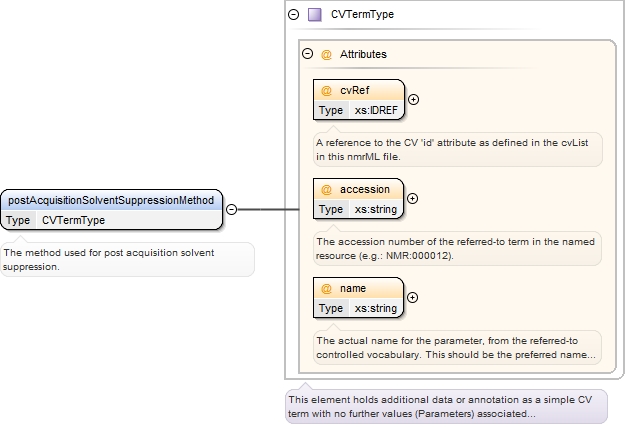 CVTermType
@ Attributes
@ cvRef
Type xs:IDREF
A reference to the CV 'id' attribute as defined in the cvList
in this nmrML file.
@ accession
Type xs:string
The accession number of the referred-to term in the named
resource (e.g.: NMR:000012).
@ name
Type xs:string
The actual name for the parameter, from the referred-to
controlled vocabulary. This should be the preferred name...
postAcquisitionSolventSuppressionMethod
Type CVTermType
The method used for post acquisition solvent
suppression.
This element holds additional data or annotation as a simple CV
term with no further values (Parameters) associated...